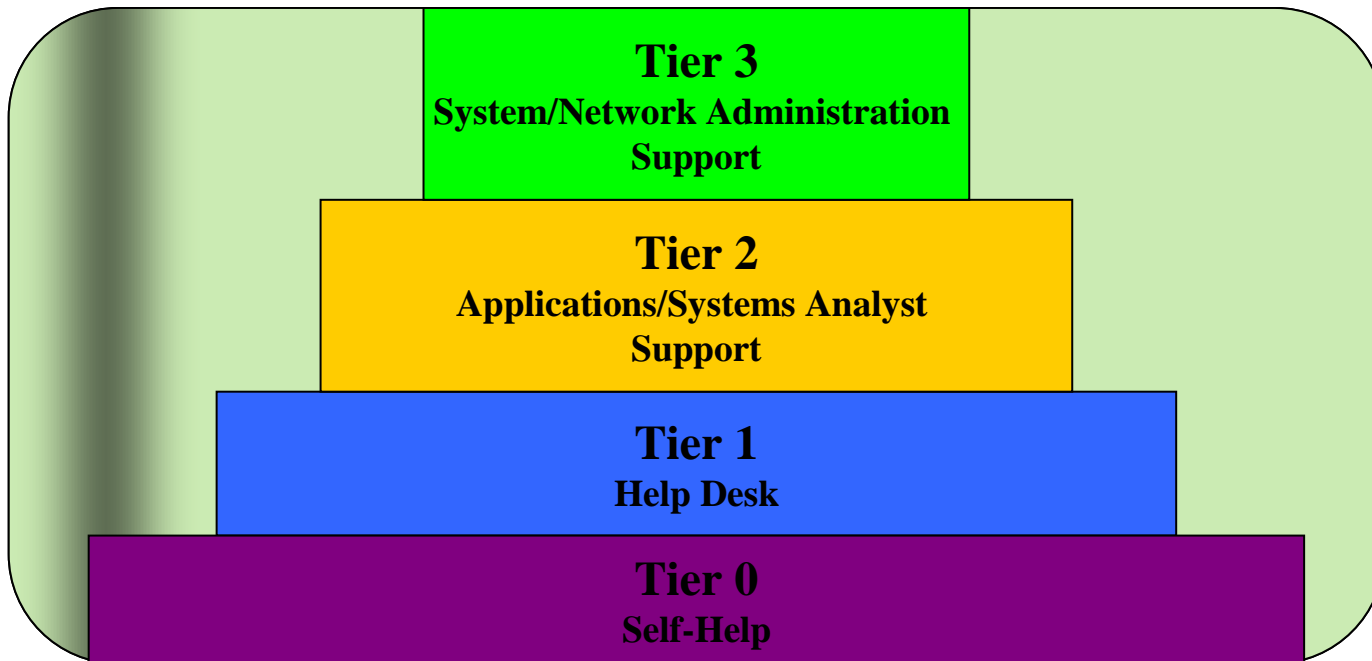 Tier 3
System/Network Administration
Support
Tier 2
Applications/Systems Analyst
Support
Tier 1
Help Desk
Tier 0
Self-Help